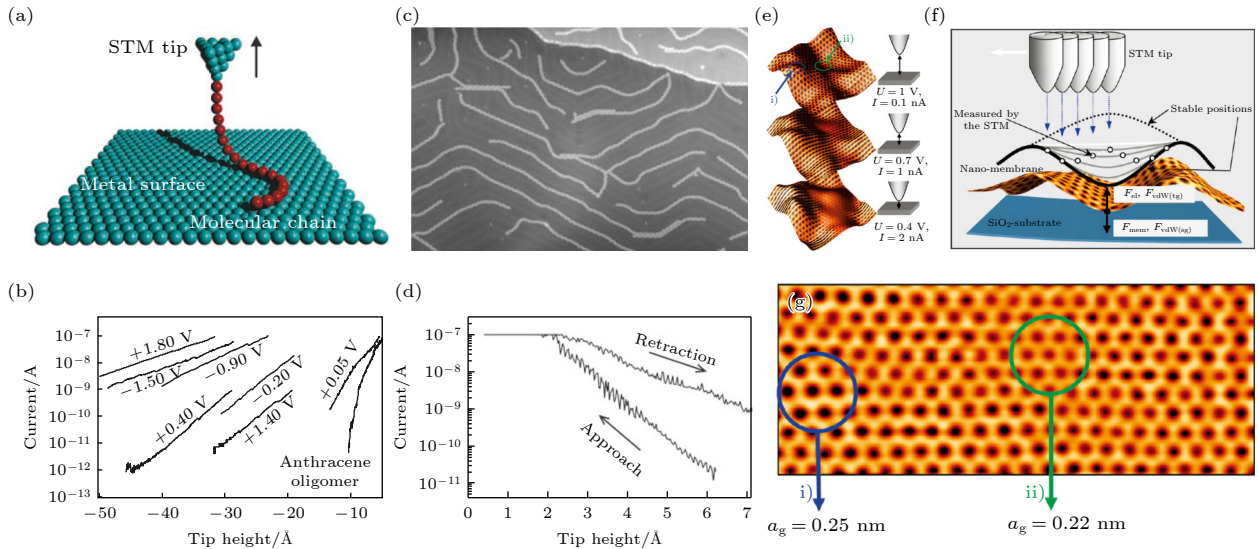 (a)
STM tip
Metal surface
Molecular chain
(b)
Current/A
10⁻⁷
10⁻⁸
10⁻⁹
10⁻¹⁰
10⁻¹¹
10⁻¹²
10⁻¹³
+1.80 V
−1.50 V
−0.90 V
+0.40 V
−0.20 V
+1.40 V
+0.05 V
Anthracene
oligomer
−50
−40
−30
−20
−10
Tip height/Å
(c)
(d)
Current/A
10⁻⁶
10⁻⁷
10⁻⁸
10⁻⁹
10⁻¹⁰
10⁻¹¹
Retraction
Approach
0
1
2
3
4
5
6
7
Tip height/Å
(e)
i)
ii)
U = 1 V,
I = 0.1 nA
U = 0.7 V,
I = 1 nA
U = 0.4 V,
I = 2 nA
(f)
STM tip
Measured by
the STM
Stable positions
Nano-membrane
F_el, F_vdW(tg)
SiO₂-substrate
F_mem, F_vdW(sg)
(g)
i)
a_g = 0.25 nm
ii)
a_g = 0.22 nm